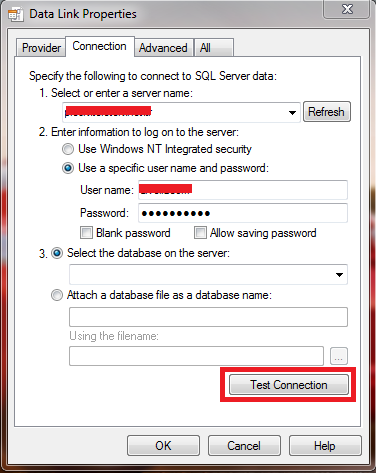 Data Link Properties
Provider Connection Advanced All
Specify the following to connect to SQL Server data:
1. Select or enter a server name:
Refresh
2. Enter information to log on to the server:
Use Windows NT Integrated security
Use a specific user name and password:
User name:
Password: ●●●●●●●●●●
Blank password Allow saving password
3. Select the database on the server:
Attach a database file as a database name:
Using the filename:
...
Test Connection
OK Cancel Help